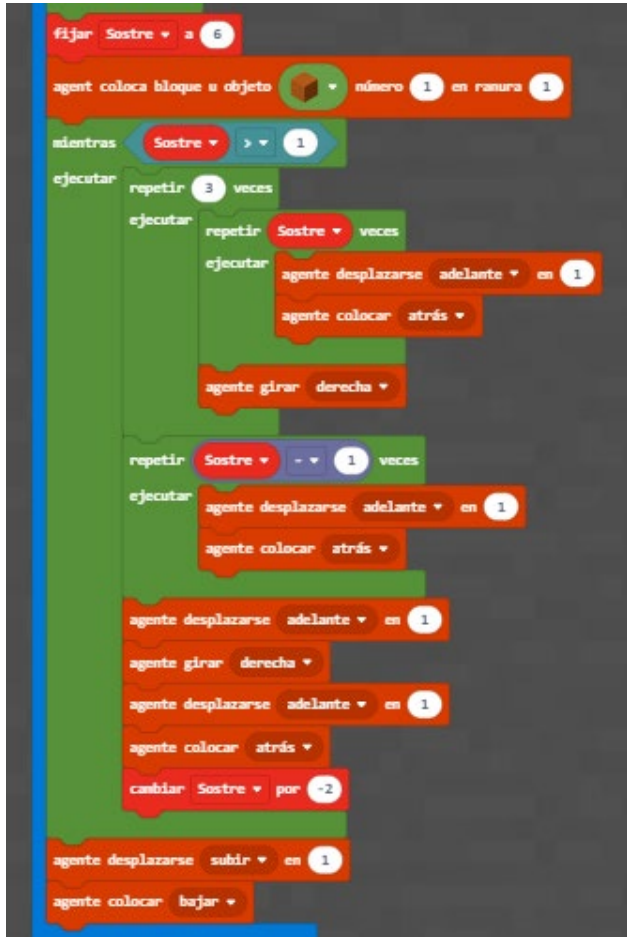 fijar Sostre a 6
agent coloca bloque u objeto número 1 en ranura 1
mientras Sostre > 1
ejecutar repetir 3 veces
ejecutar repetir Sostre veces
ejecutar agente desplazarse adelante en 1
agente colocar atrás
agente girar derecha
repetir Sostre - 1 veces
ejecutar agente desplazarse adelante en 1
agente colocar atrás
agente desplazarse adelante en 1
agente girar derecha
agente desplazarse adelante en 1
agente colocar atrás
cambiar Sostre por -2
agente desplazarse subir en 1
agente colocar bajar